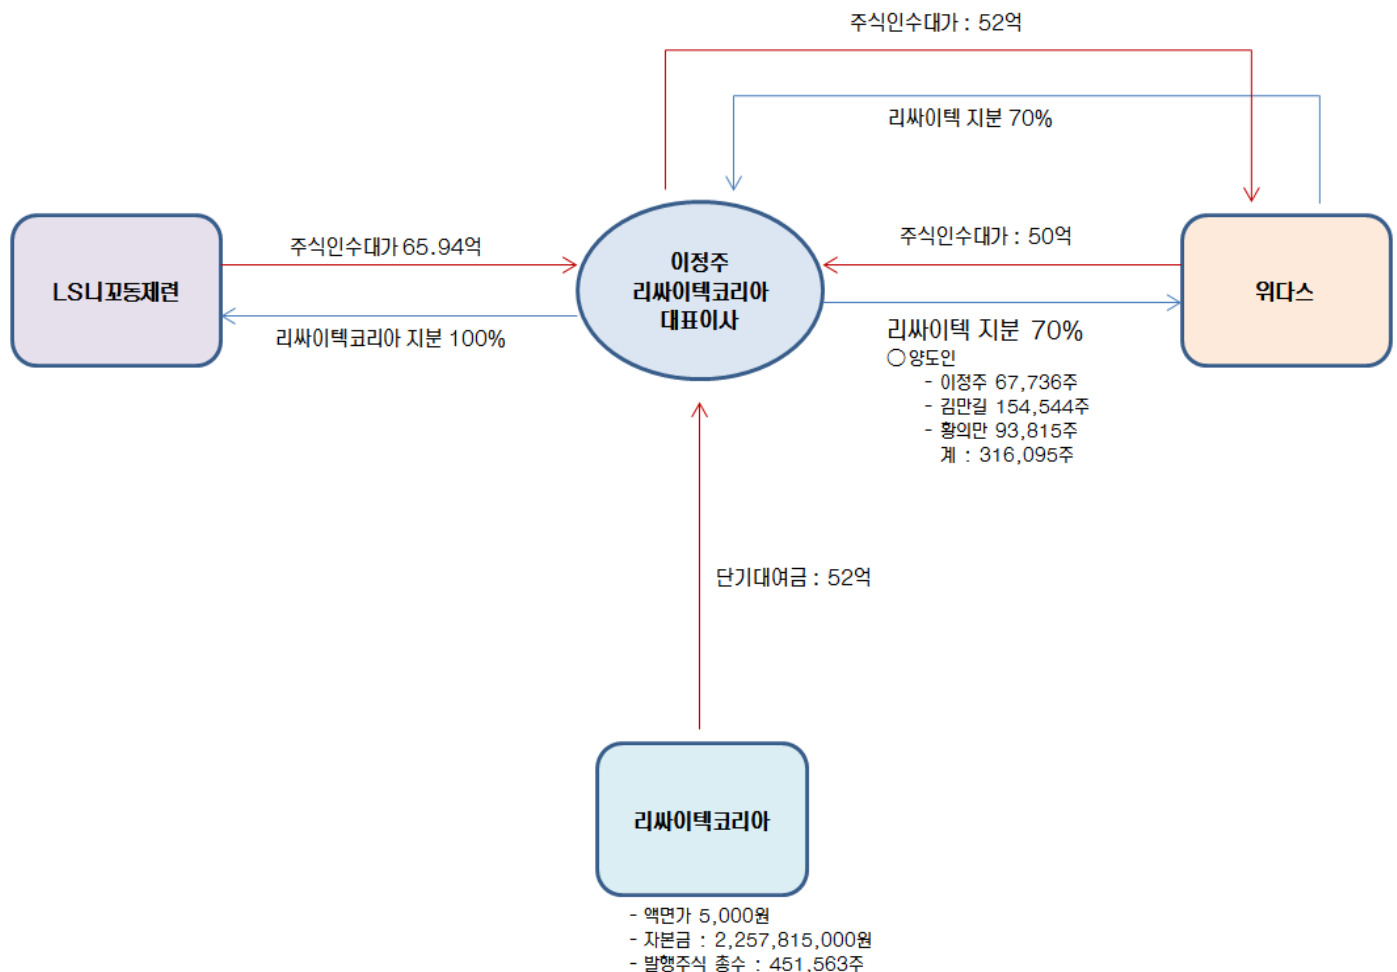 주식인수대가 : 52억
리싸이텍 지분 70%
주식인수대가 65.94억
주식인수대가 : 50억
LS니꼬동제련
이정주
리싸이텍코리아
대표이사
위다스
리싸이텍코리아 지분 100%
리싸이텍 지분 70%
○양도인
- 이정주 67,736주
- 김만길 154,544주
- 황의만 93,815주
계 : 316,095주
단기대여금 : 52억
리싸이텍코리아
- 액면가 5,000원
- 자본금 : 2,257,815,000원
- 발행주식 총수 : 451,563주